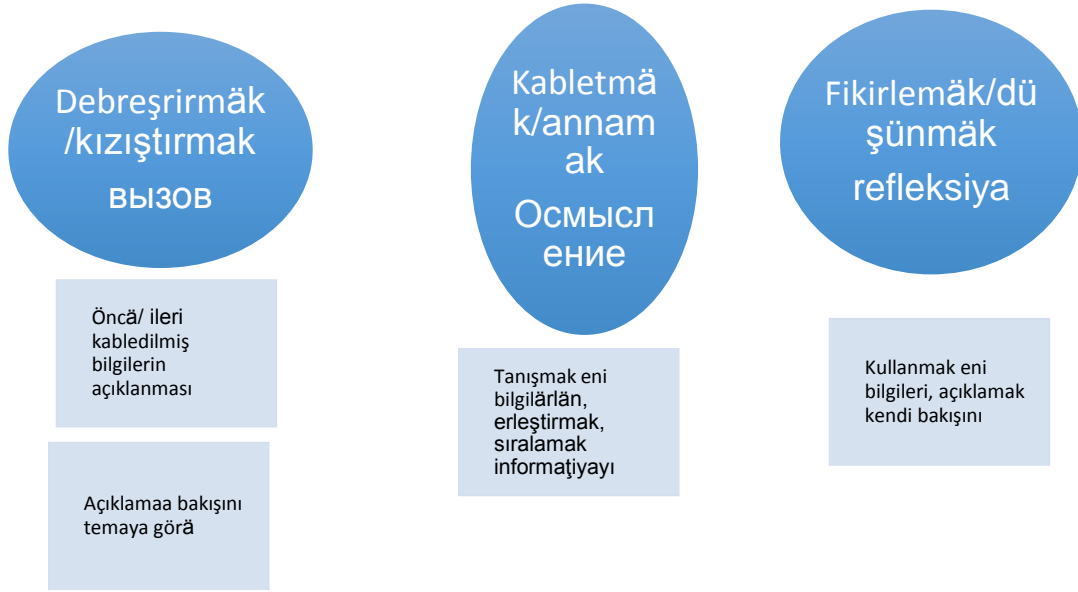 Debreşrirmäk
/kızıştırmak
вызов
Öncä/ ileri
kabledilmiş
bilgilerin
açıklanması
Açıklamaa bakışını
temaya görä
Kabletmä
k/annam
ak
Осмысл
ение
Tanışmak eni
bilgilärlän,
erleştirmak,
sıralamak
informaţiyayı
Fikirlemäk/dü
şünmäk
refleksiya
Kullanmak eni
bilgileri, açıklamak
kendi bakışını